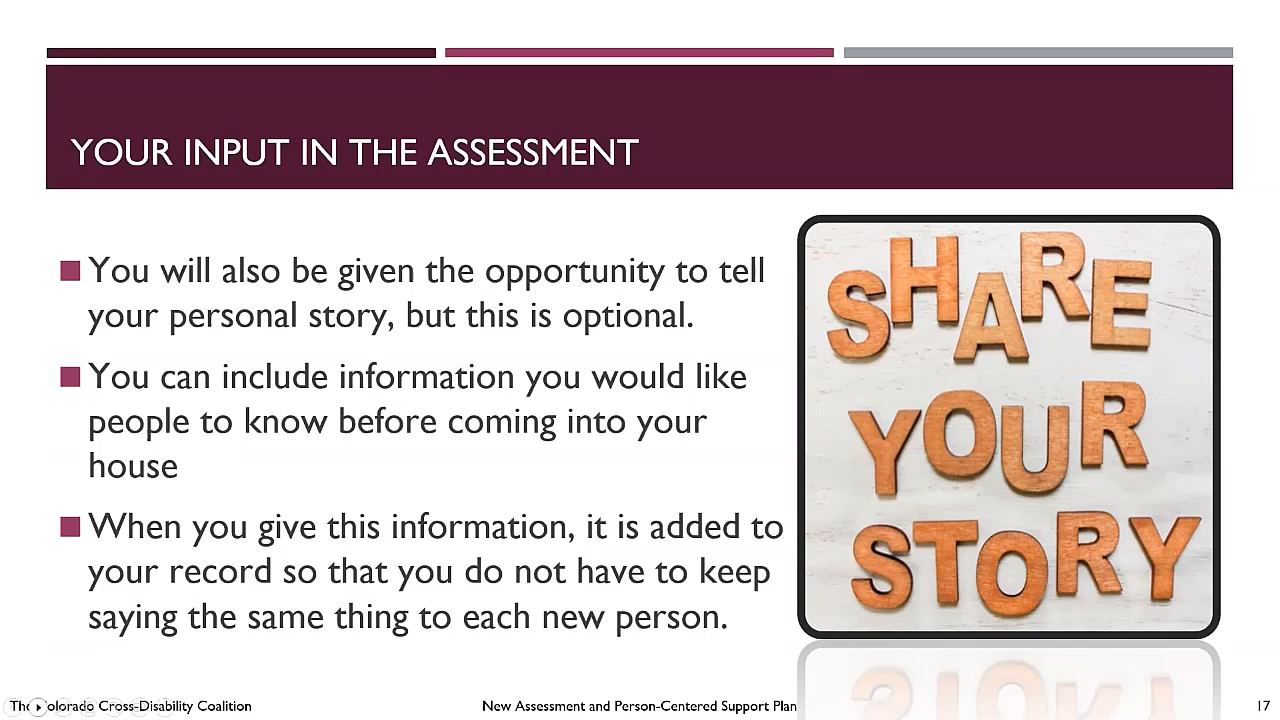 YOUR INPUT IN THE ASSESSMENT
You will also be given the opportunity to tell
your personal story, but this is optional.
You can include information you would like
people to know before coming into your
house
When you give this information, it is added to
your record so that you do not have to keep
saying the same thing to each new person.
SHARE
YOUR
STORY
The Colorado Cross-Disability Coalition
New Assessment and Person-Centered Support Plan
17